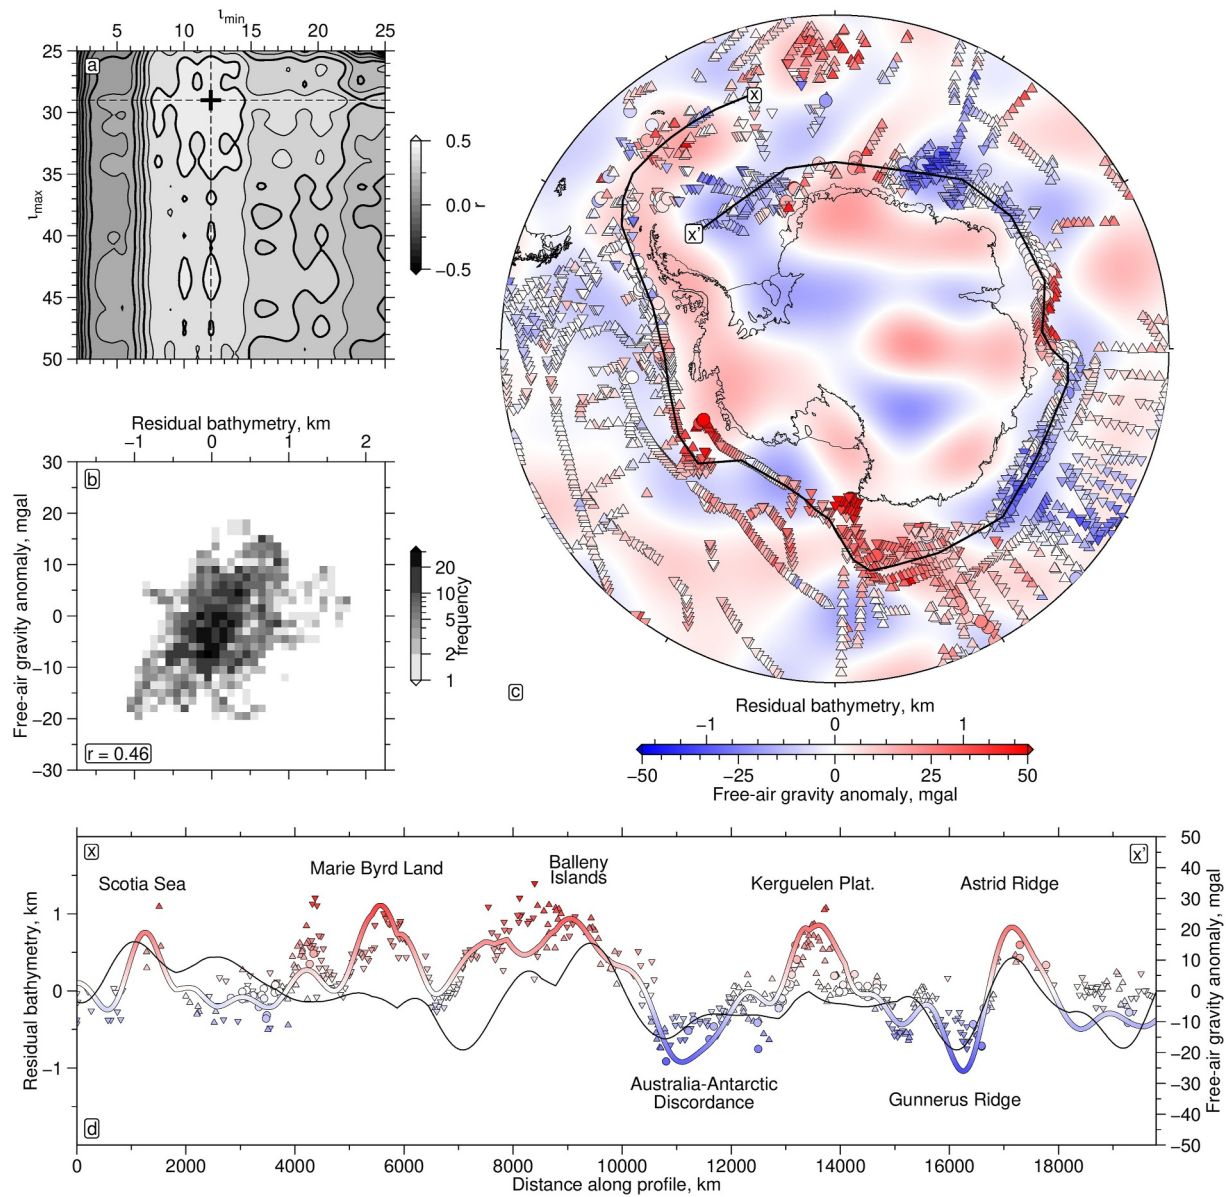 ιmin
5 10 15 20 25
25
30
35
40
45
50
ιmax
a
0.5
0.0
−0.5
r
Residual bathymetry, km
−1 0 1 2
30
20
10
0
−10
−20
−30
Free-air gravity anomaly, mgal
b
r = 0.46
20
10
5
2
1
frequency
X
X'
c
Residual bathymetry, km
−1 0 1
−50 −25 0 25 50
Free-air gravity anomaly, mgal
X
X'
Scotia Sea
Marie Byrd Land
Balleny
Islands
Kerguelen Plat.
Astrid Ridge
Australia-Antarctic
Discordance
Gunnerus Ridge
d
1
0
−1
Residual bathymetry, km
50
40
30
20
10
0
−10
−20
−30
−40
−50
Free-air gravity anomaly, mgal
0 2000 4000 6000 8000 10000 12000 14000 16000 18000
Distance along profile, km